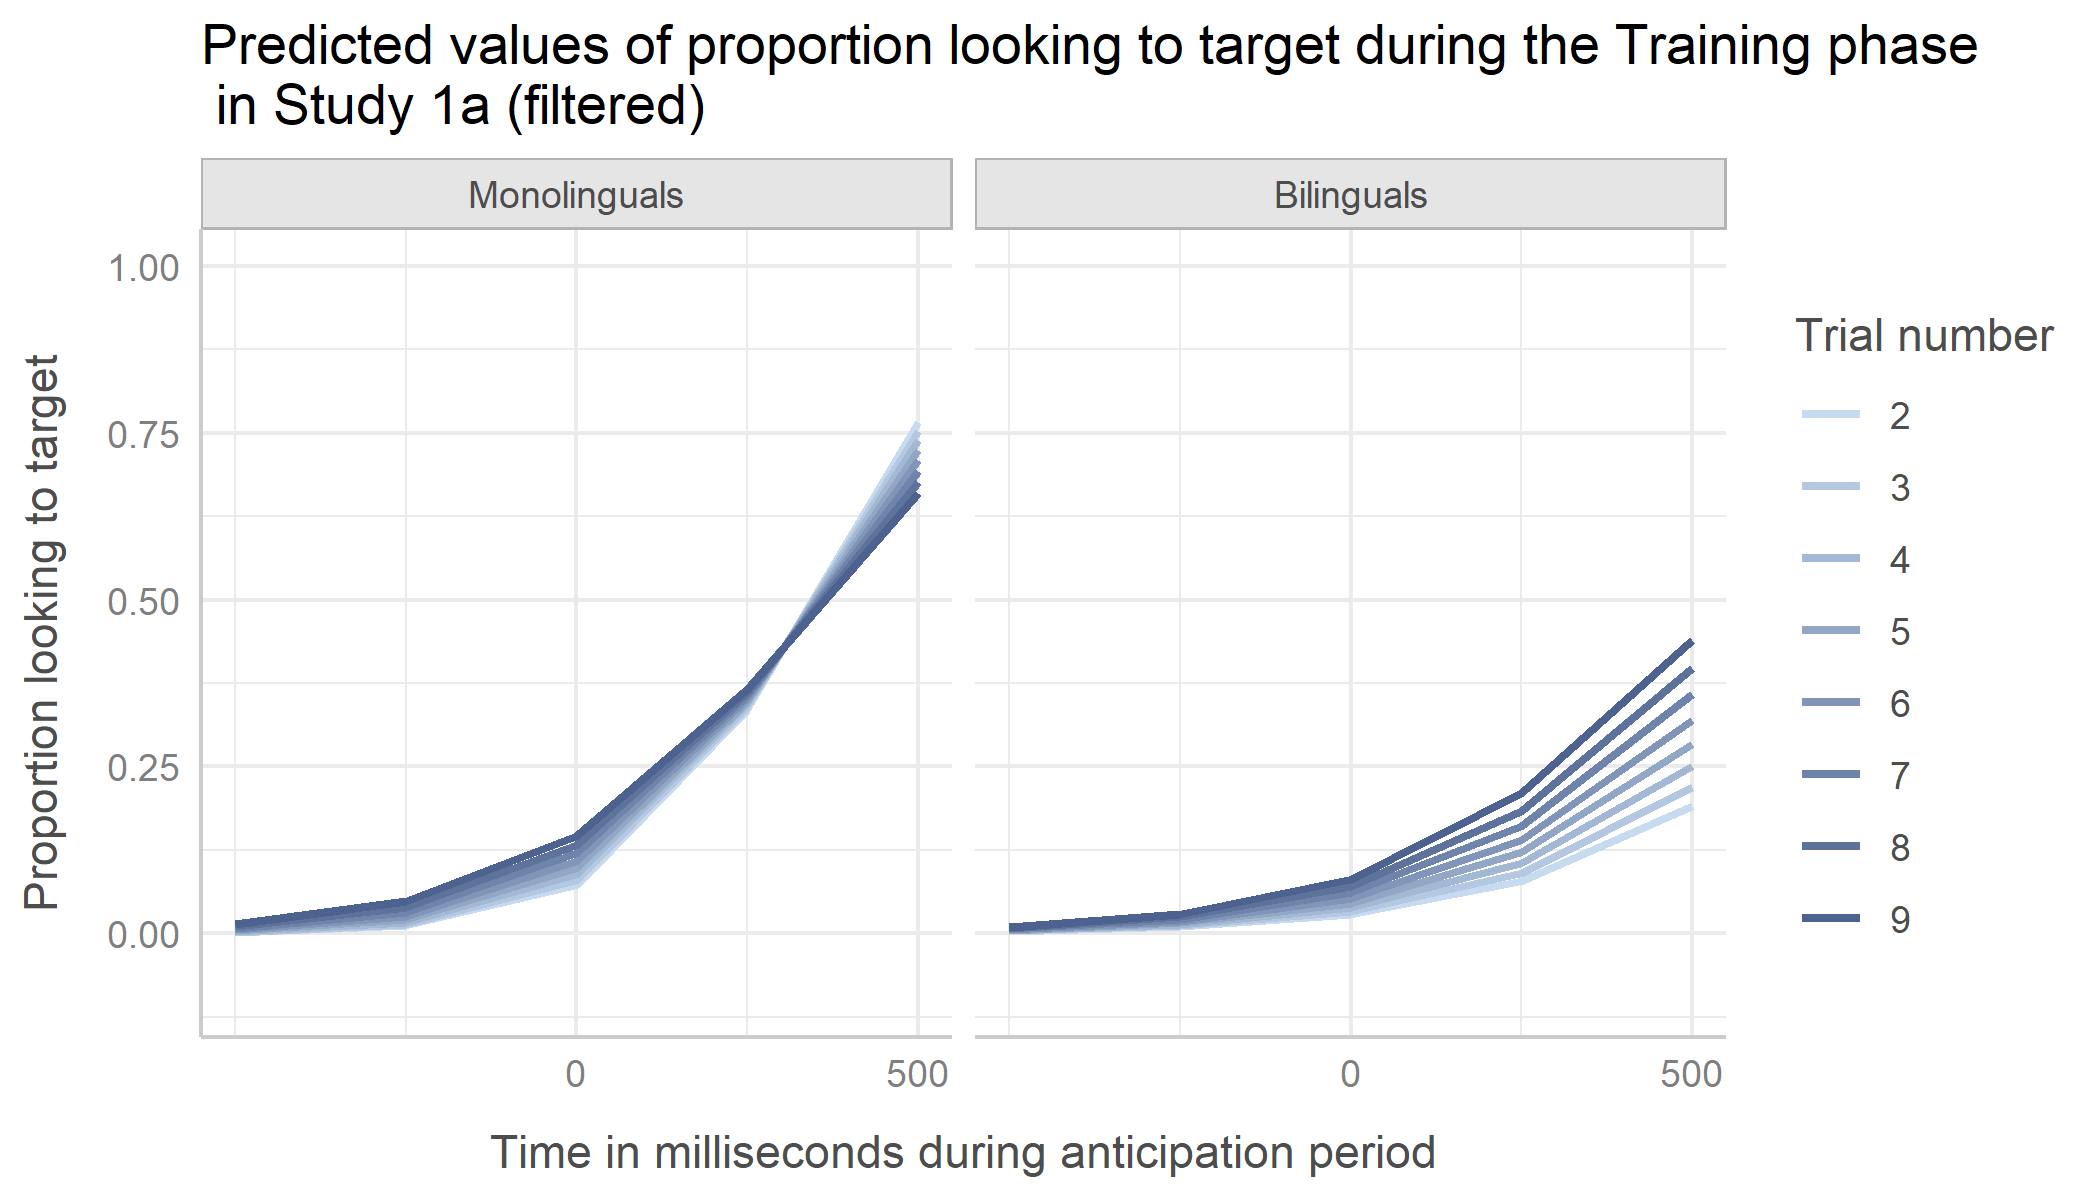 Predicted values of proportion looking to target during the Training phase
in Study 1a (filtered)
Monolinguals
Bilinguals
1.00
0.75
0.50
0.25
0.00
Proportion looking to target
0
500
0
500
Time in milliseconds during anticipation period
Trial number
2
3
4
5
6
7
8
9